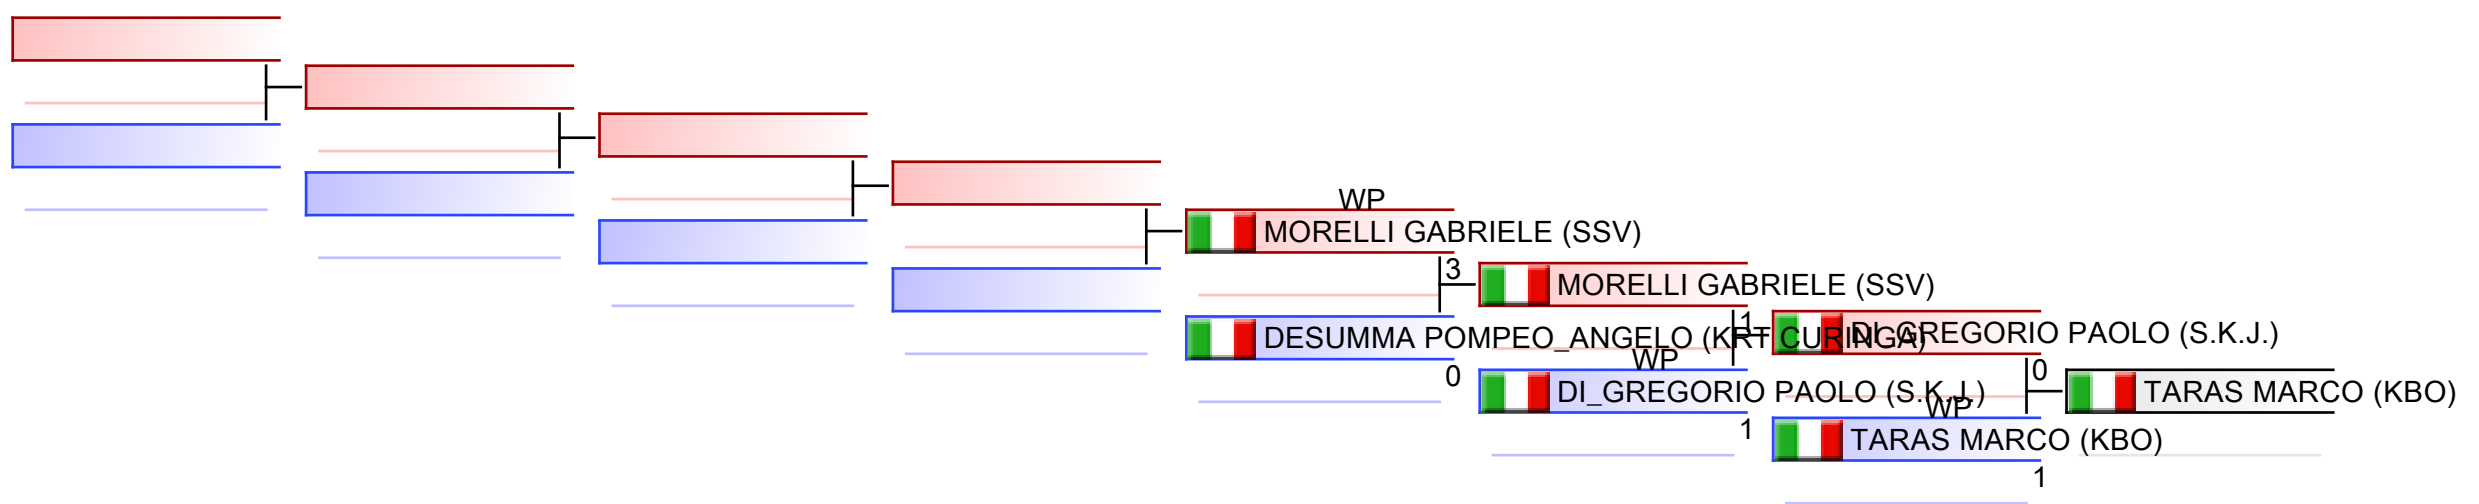 WP
MORELLI GABRIELE (SSV)
3
MORELLI GABRIELE (SSV)
1
DI_GREGORIO PAOLO (S.K.J.)
DESUMMA POMPEO_ANGELO (KRT CURINGA)
WP
0
0
DI_GREGORIO PAOLO (S.K.J.)
TARAS MARCO (KBO)
WP
1
TARAS MARCO (KBO)
1